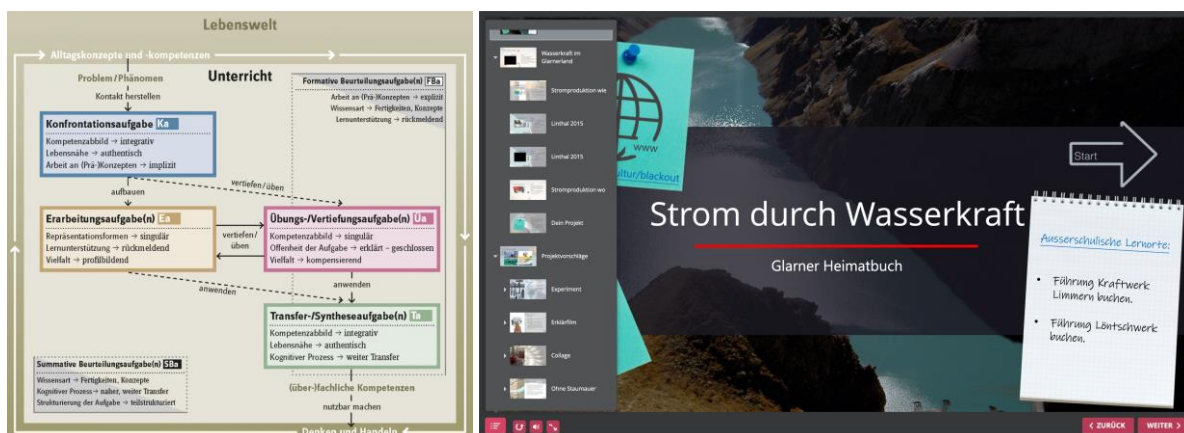 Lebenswelt
Alltagskonzepte und -kompetenzen
Problem/Phänomen
Kontakt herstellen
Unterricht
Formative Beurteilungsaufgabe(n) FBa
Arbeit an (Prä-)Konzepten → explizit
Wissensart → Fertigkeiten, Konzepte
Lernunterstützung → rückmeldend
Konfrontationsaufgabe Ka
Kompetenzabbild → integrativ
Lebensnähe → authentisch
Arbeit an (Prä-)Konzepten → implizit
aufbauen
vertiefen/üben
Erarbeitungsaufgabe(n) Ea
Repräsentationsformen → singulär
Lernunterstützung → rückmeldend
Vielfalt → profilbildend
vertiefen/
üben
Übungs-/Vertiefungsaufgabe(n) Üa
Kompetenzabbild → singulär
Offenheit der Aufgabe → erklärt – geschlossen
Vielfalt → kompensierend
anwenden
anwenden
Transfer-/Syntheseaufgabe(n) Ta
Kompetenzabbild → integrativ
Lebensnähe → authentisch
Kognitiver Prozess → weiter Transfer
Summative Beurteilungsaufgabe(n) SBa
Wissensart → Fertigkeiten, Konzepte
Kognitiver Prozess → naher, weiter Transfer
Strukturierung der Aufgabe → teilstrukturiert
(über-)fachliche Kompetenzen
nutzbar machen
Denken und Handeln
Wasserkraft im
Glarnerland
Stromproduktion wie
Linthal 2015
Linthal 2015
Stromproduktion wo
Dein Projekt
Projektvorschläge
Experiment
Erklärfilm
Collage
Ohne Staumauer
www
ultur/blackout
Start
Strom durch Wasserkraft
Glarner Heimatbuch
Ausserschulische Lernorte:
• Führung Kraftwerk
Limmern buchen.
• Führung Löntschwerk
buchen.
< ZURÜCK
WEITER >